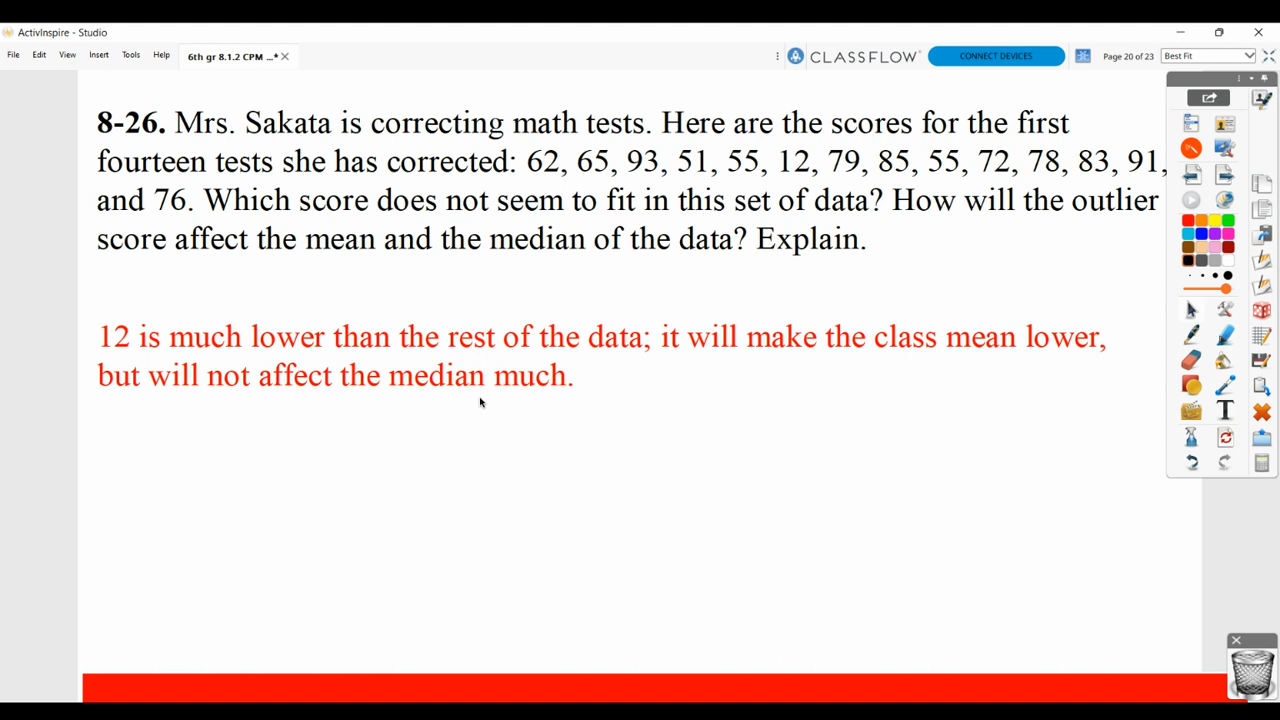 ActivInspire - Studio
File Edit View Insert Tools Help 6th gr 8.1.2 CPM ...* CLASSFLOW CONNECT DEVICES Page 20 of 23 Best Fit
8-26. Mrs. Sakata is correcting math tests. Here are the scores for the first
fourteen tests she has corrected: 62, 65, 93, 51, 55, 12, 79, 85, 55, 72, 78, 83, 91,
and 76. Which score does not seem to fit in this set of data? How will the outlier
score affect the mean and the median of the data? Explain.
12 is much lower than the rest of the data; it will make the class mean lower,
but will not affect the median much.